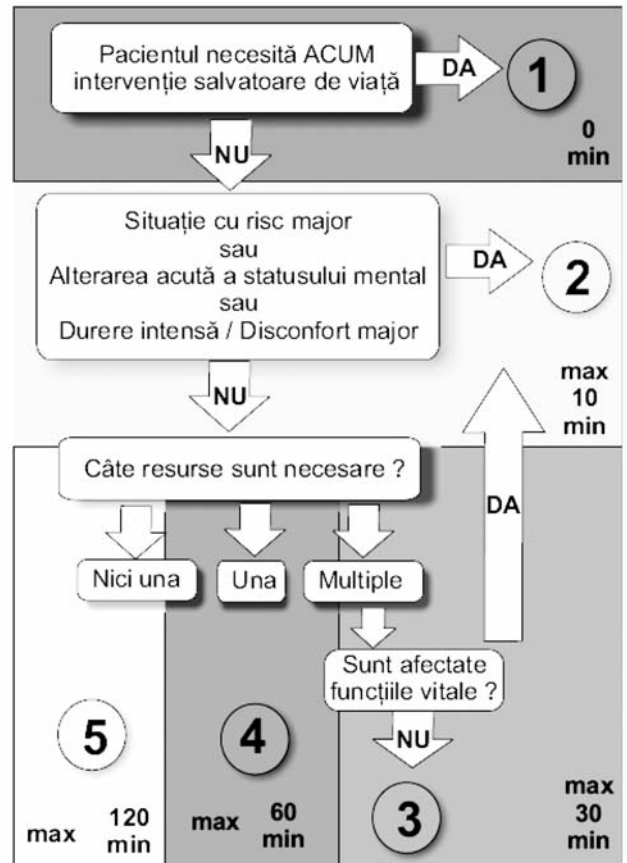 Pacientul necesită ACUM
intervenție salvatoare de viață
DA
1
0
min
NU
Situație cu risc major
sau
Alterarea acută a statusului mental
sau
Durere intensă / Disconfort major
DA
2
max
10
min
NU
Câte resurse sunt necesare ?
DA
Nici una
Una
Multiple
Sunt afectate
funcțiile vitale ?
NU
5
max
120
min
4
max
60
min
3
max
30
min